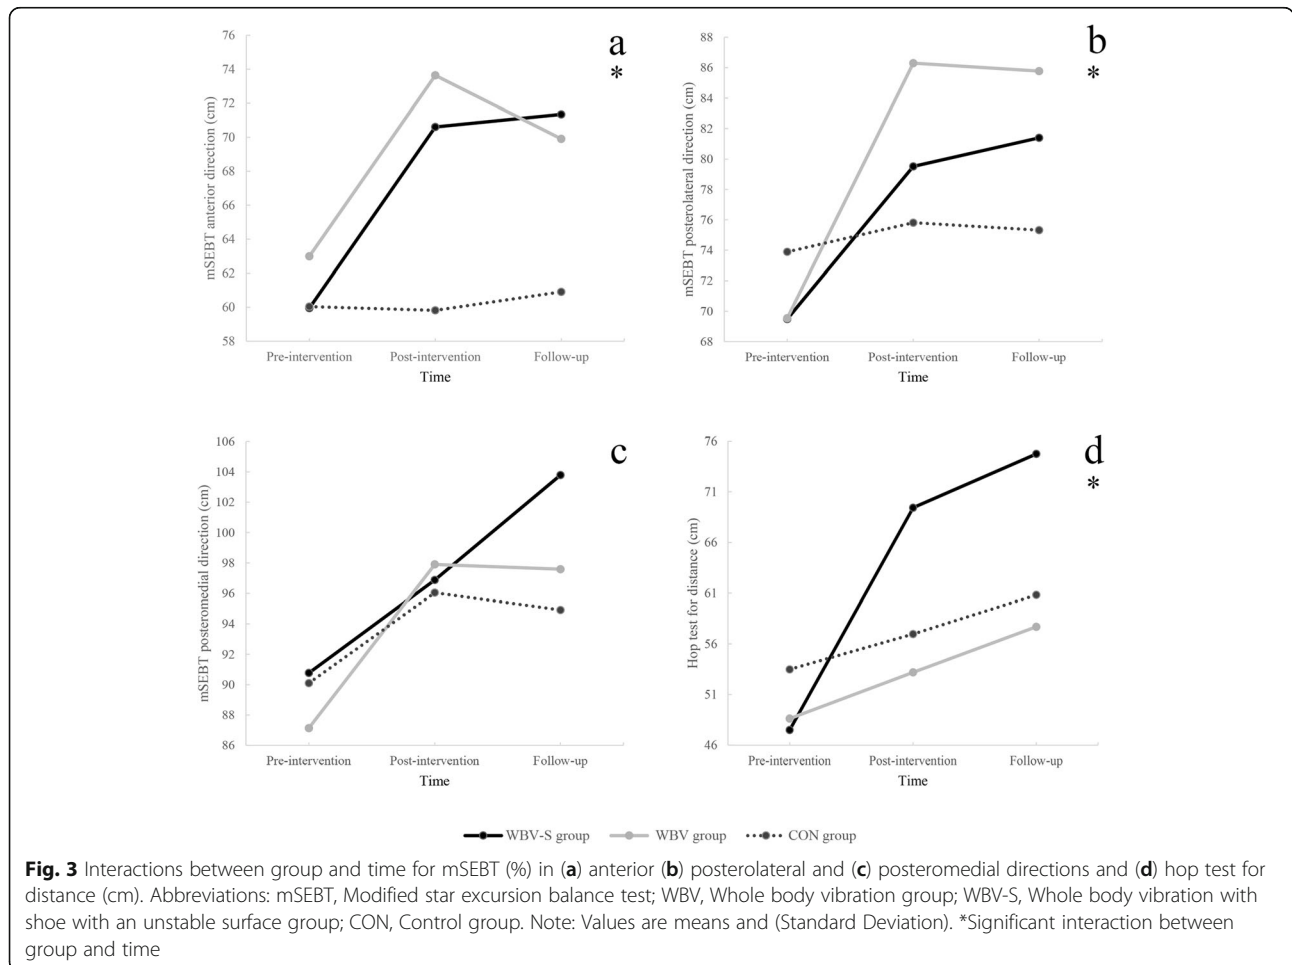 a
*
76
74
72
70
68
66
64
62
60
58
mSEBT anterior direction (cm)
Pre-intervention Post-intervention Follow-up
Time
b
*
88
86
84
82
80
78
76
74
72
70
68
mSEBT posterolateral direction (cm)
Pre-intervention Post-intervention Follow-up
Time
c
106
104
102
100
98
96
94
92
90
88
86
mSEBT posteromedial direction (cm)
Pre-intervention Post-intervention Follow-up
Time
d
*
76
71
66
61
56
51
46
Hop test for distance (cm)
Pre-intervention Post-intervention Follow-up
Time
WBV-S group WBV group CON group
Fig. 3 Interactions between group and time for mSEBT (%) in (a) anterior (b) posterolateral and (c) posteromedial directions and (d) hop test for
distance (cm). Abbreviations: mSEBT, Modified star excursion balance test; WBV, Whole body vibration group; WBV-S, Whole body vibration with
shoe with an unstable surface group; CON, Control group. Note: Values are means and (Standard Deviation). *Significant interaction between
group and time